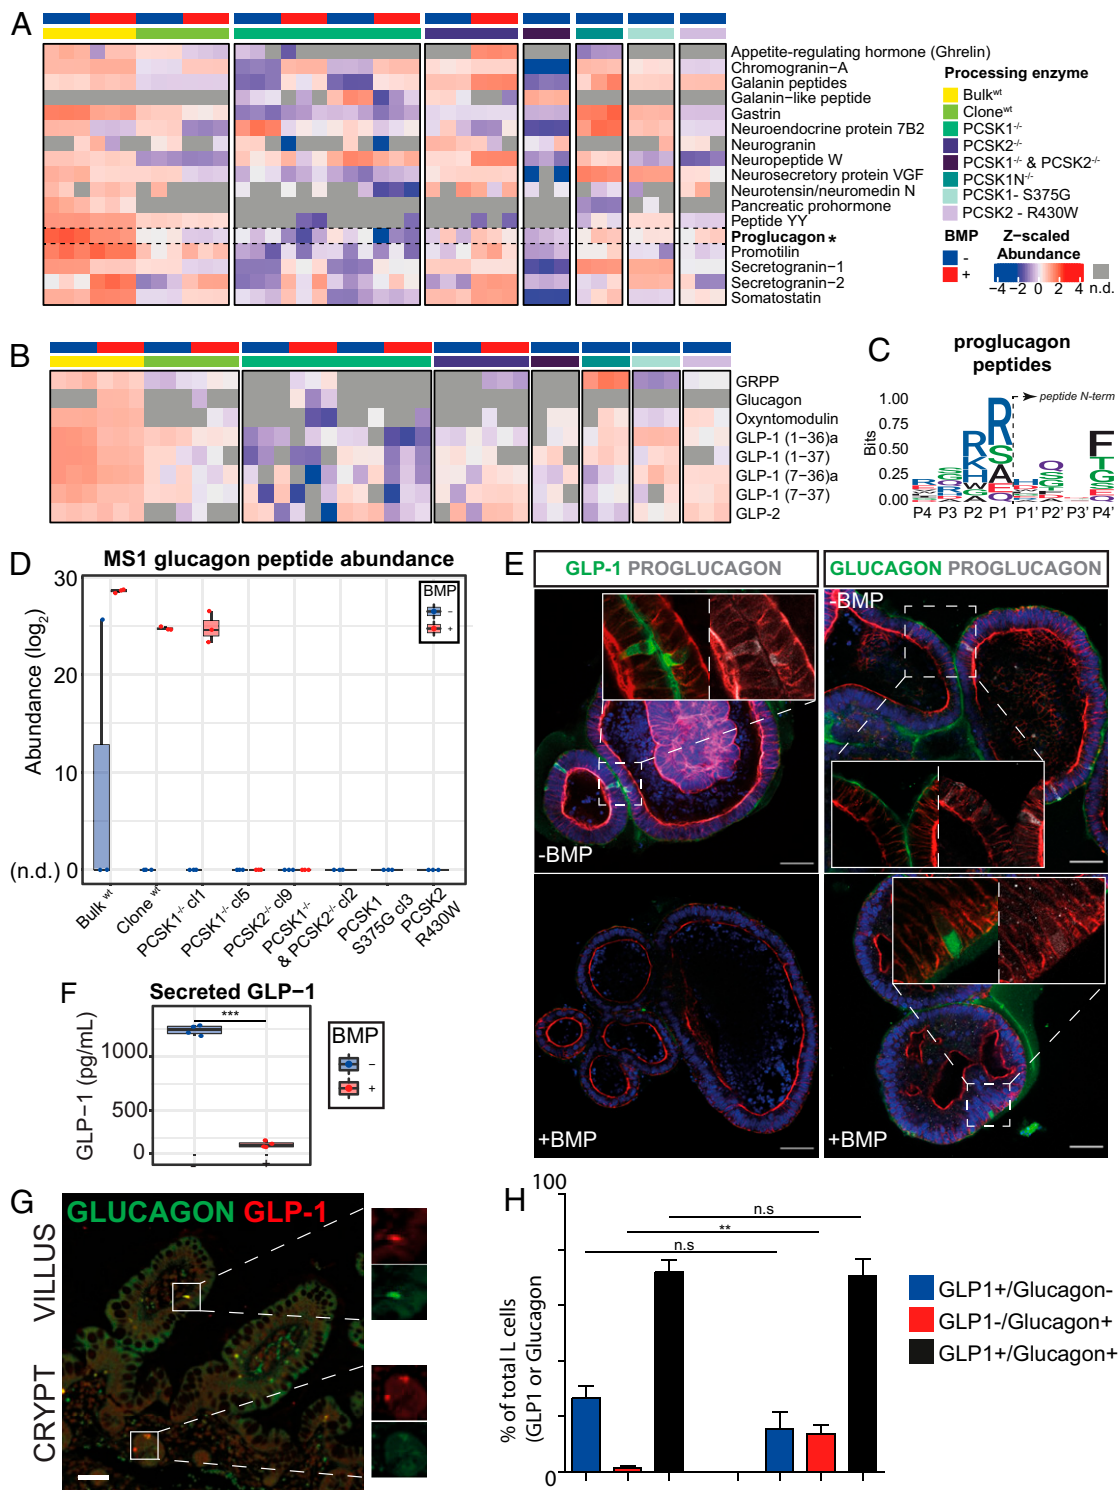 A
Appetite-regulating hormone (Ghrelin)
Chromogranin-A
Galanin peptides
Galanin-like peptide
Gastrin
Neuroendocrine protein 7B2
Neurogranin
Neuropeptide W
Neurosecretory protein VGF
Neurotensin/neuromedin N
Pancreatic prohormone
Peptide YY
Proglucagon *
Promotilin
Secretogranin-1
Secretogranin-2
Somatostatin
Processing enzyme
Bulk^wt
Clone^wt
PCSK1^-/-
PCSK2^-/-
PCSK1^-/- & PCSK2^-/-
PCSK1N^-/-
PCSK1- S375G
PCSK2 - R430W
BMP
-
+
Z-scaled
Abundance
−4 −2 0 2 4 n.d.
B
GRPP
Glucagon
Oxyntomodulin
GLP-1 (1-36)a
GLP-1 (1-37)
GLP-1 (7-36)a
GLP-1 (7-37)
GLP-2
C
proglucagon
peptides
peptide N-term
Bits
1.00
0.75
0.50
0.25
0.00
P4 P3 P2 P1 P1' P2' P3' P4'
D
MS1 glucagon peptide abundance
Abundance (log2)
30
20
10
(n.d.) 0
BMP
-
+
Bulk ^wt
Clone ^wt
PCSK1^-/- cl1
PCSK1^-/- cl5
PCSK2^-/- cl9
PCSK1^-/-
& PCSK2^-/- cl2
PCSK1
S375G cl3
PCSK2
R430W
E
GLP-1 PROGLUCAGON
GLUCAGON PROGLUCAGON
-BMP
-BMP
+BMP
+BMP
F
Secreted GLP-1
GLP-1 (pg/mL)
1000
500
0
***
-
+
BMP
-
+
G
GLUCAGON GLP-1
VILLUS
CRYPT
H
% of total L cells
(GLP1 or Glucagon
100
0
n.s
**
n.s
GLP1+/Glucagon-
GLP1-/Glucagon+
GLP1+/Glucagon+